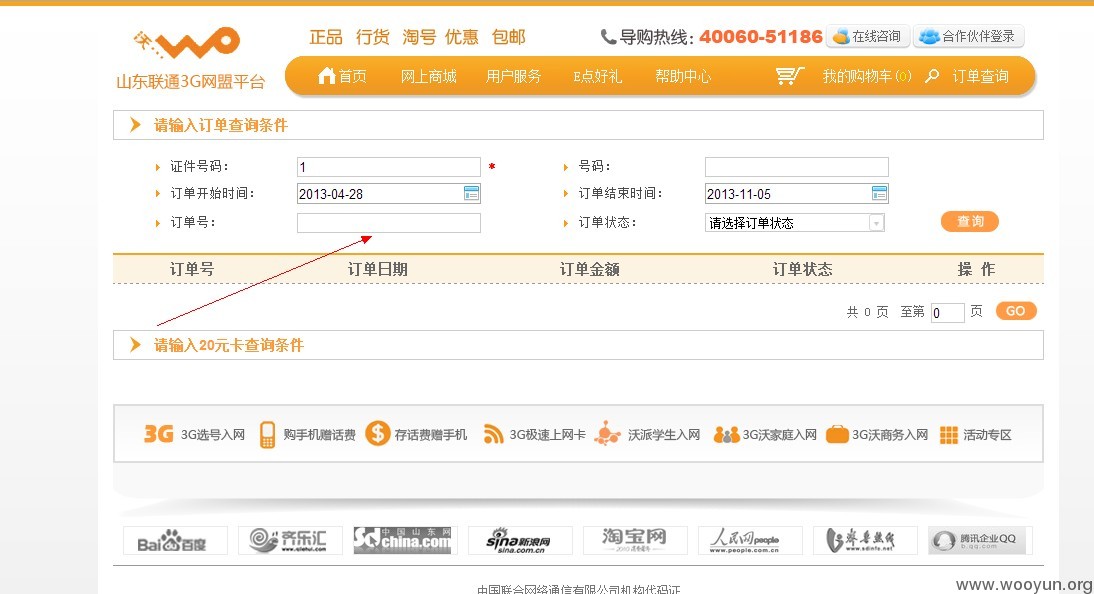 WO
正品 行货 淘号 优惠 包邮
导购热线: 40060-51186
在线咨询 合作伙伴登录
山东联通3G网盟平台
首页 网上商城 用户服务 E点好礼 帮助中心 我的购物车(0) 订单查询
请输入订单查询条件
证件号码: 1 * 号码:
订单开始时间: 2013-04-28 订单结束时间: 2013-11-05
订单号: 订单状态: 请选择订单状态 查询
订单号 订单日期 订单金额 订单状态 操 作
共 0 页 至第 0 页 GO
请输入20元卡查询条件
3G 3G选号入网 购手机赠话费 $ 存话费赠手机 3G极速上网卡 沃派学生入网 3G沃家庭入网 3G沃商务入网 活动专区
Bai百度 齐乐汇 www.qlehui.com 中国山东网 SDchina.com sina新浪网 sina.com.cn 淘宝网 人民网people www.people.com.cn 齐鲁热线 www.sdinfo.net 腾讯企业QQ b.qq.com
中国联合网络通信有限公司机构代码证
www.wooyun.org